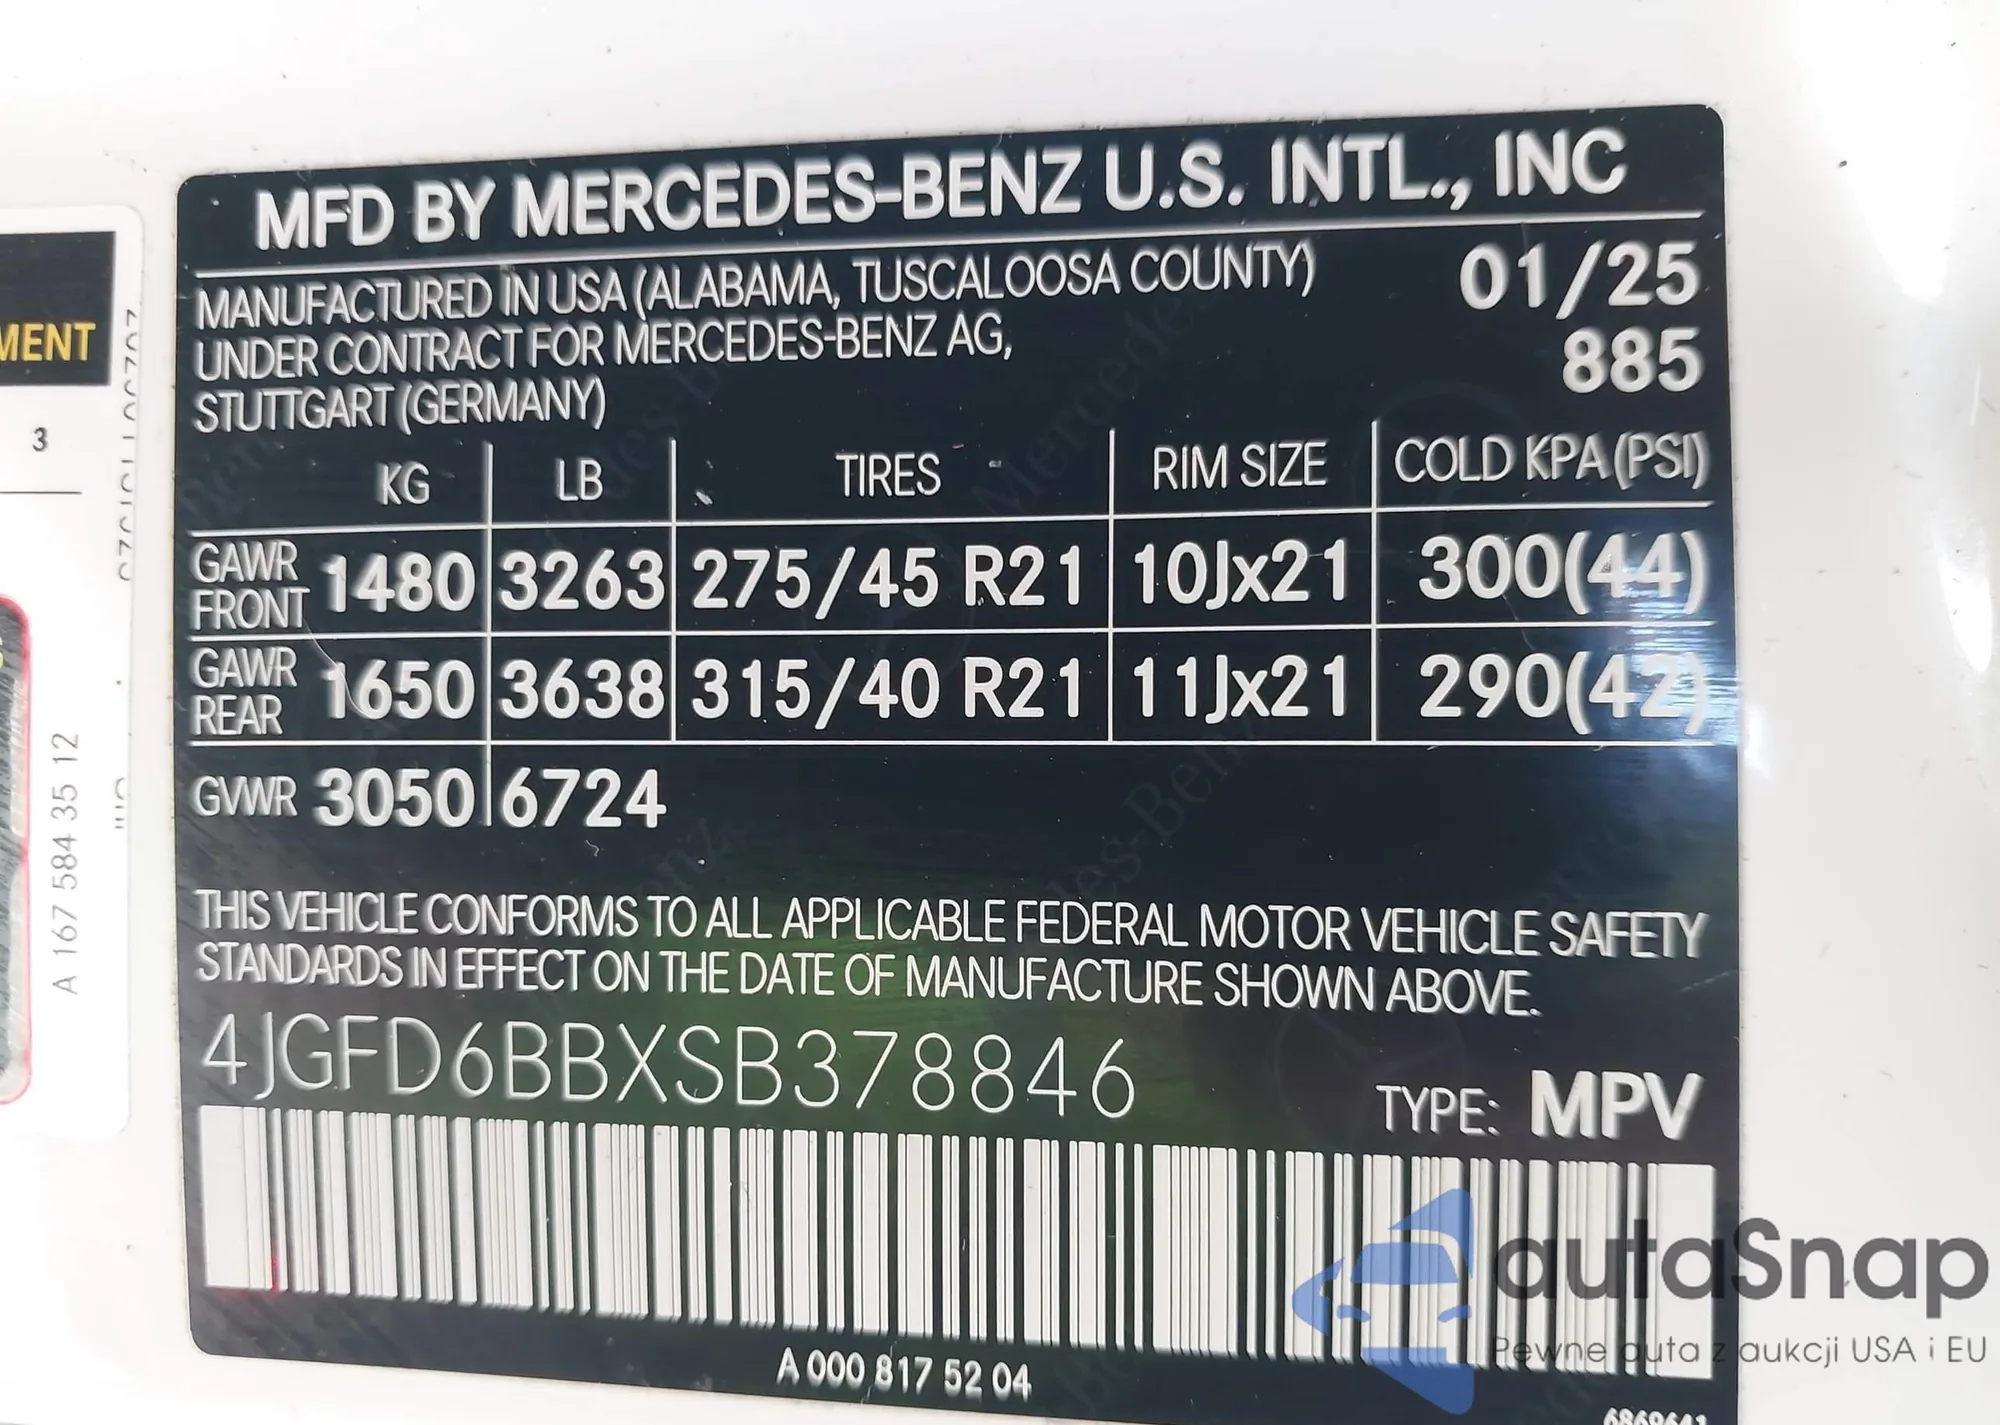 MFD BY MERCEDES-BENZ U.S. INTL., INC
MANUFACTURED IN USA (ALABAMA, TUSCALOOSA COUNTY) 01/25
UNDER CONTRACT FOR MERCEDES-BENZ AG, 885
STUTTGART (GERMANY)
KG LB TIRES RIM SIZE COLD KPA (PSI)
GAWR FRONT 1480 3263 275/45 R21 10Jx21 300(44)
GAWR REAR 1650 3638 315/40 R21 11Jx21 290(42)
GVWR 3050 6724
THIS VEHICLE CONFORMS TO ALL APPLICABLE FEDERAL MOTOR VEHICLE SAFETY
STANDARDS IN EFFECT ON THE DATE OF MANUFACTURE SHOWN ABOVE.
4JGFD6BBXSB378846
TYPE: MPV
A 000 817 52 04
MENT
3
A 167 584 35 12
autaSnap
Pewne auta z aukcji USA i EU